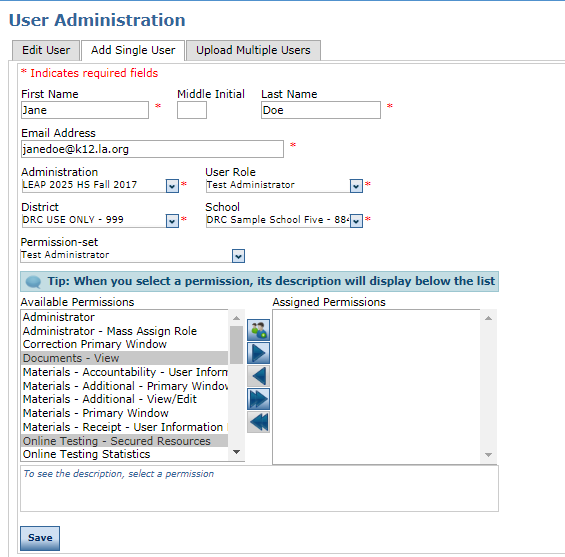 User Administration
Edit User Add Single User Upload Multiple Users
* Indicates required fields
First Name Middle Initial Last Name
Jane * Doe *
Email Address
janedoe@k12.la.org *
Administration User Role
LEAP 2025 HS Fall 2017 * Test Administrator *
District School
DRC USE ONLY - 999 * DRC Sample School Five - 884 *
Permission-set
Test Administrator
Tip: When you select a permission, its description will display below the list
Available Permissions Assigned Permissions
Administrator
Administrator - Mass Assign Role
Correction Primary Window
Documents - View
Materials - Accountability - User Inform
Materials - Additional - Primary Window
Materials - Additional - View/Edit
Materials - Primary Window
Materials - Receipt - User Information
Online Testing - Secured Resources
Online Testing Statistics
To see the description, select a permission
Save